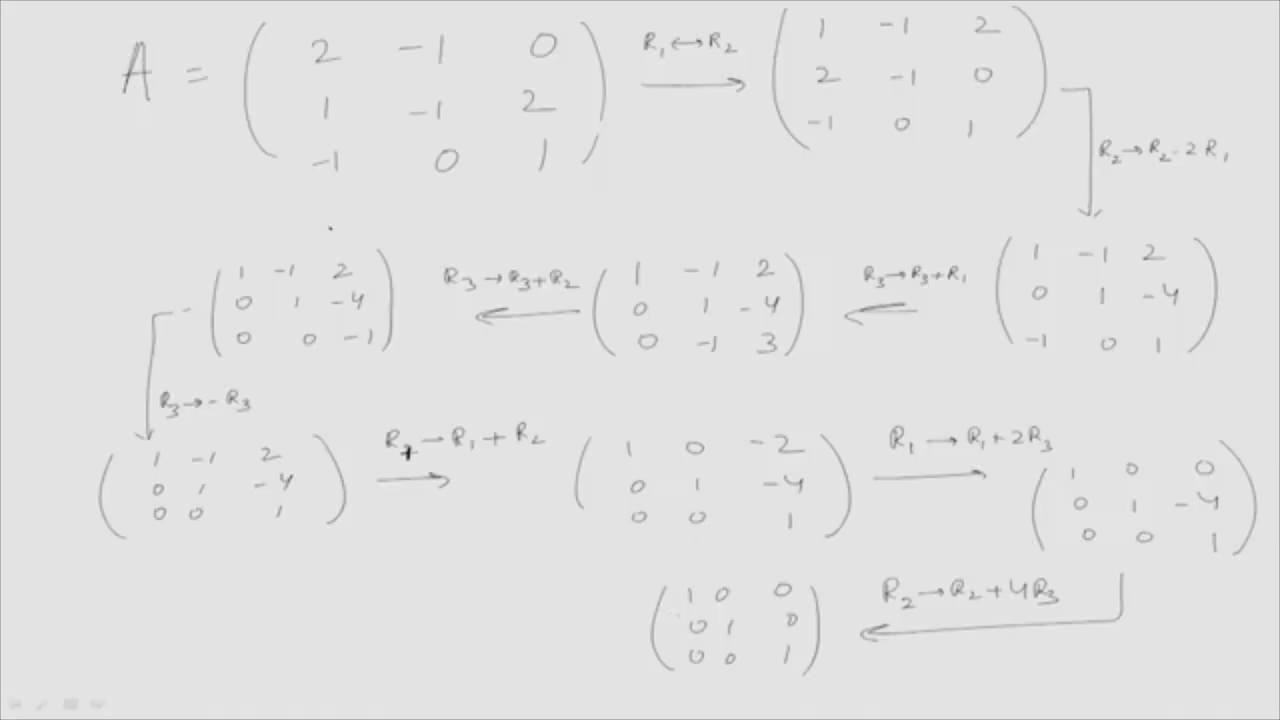 A = ( 2 -1 0
1 -1 2
-1 0 1 )
R₁ ↔ R₂
( 1 -1 2
2 -1 0
-1 0 1 )
R₂ → R₂ - 2 R₁
( 1 -1 2
0 1 -4
-1 0 1 )
R₃ → R₃ + R₁
( 1 -1 2
0 1 -4
0 -1 3 )
R₃ → R₃ + R₂
( 1 -1 2
0 1 -4
0 0 -1 )
R₃ → - R₃
( 1 -1 2
0 1 -4
0 0 1 )
R₁ → R₁ + R₂
( 1 0 -2
0 1 -4
0 0 1 )
R₁ → R₁ + 2R₃
( 1 0 0
0 1 -4
0 0 1 )
R₂ → R₂ + 4R₃
( 1 0 0
0 1 0
0 0 1 )